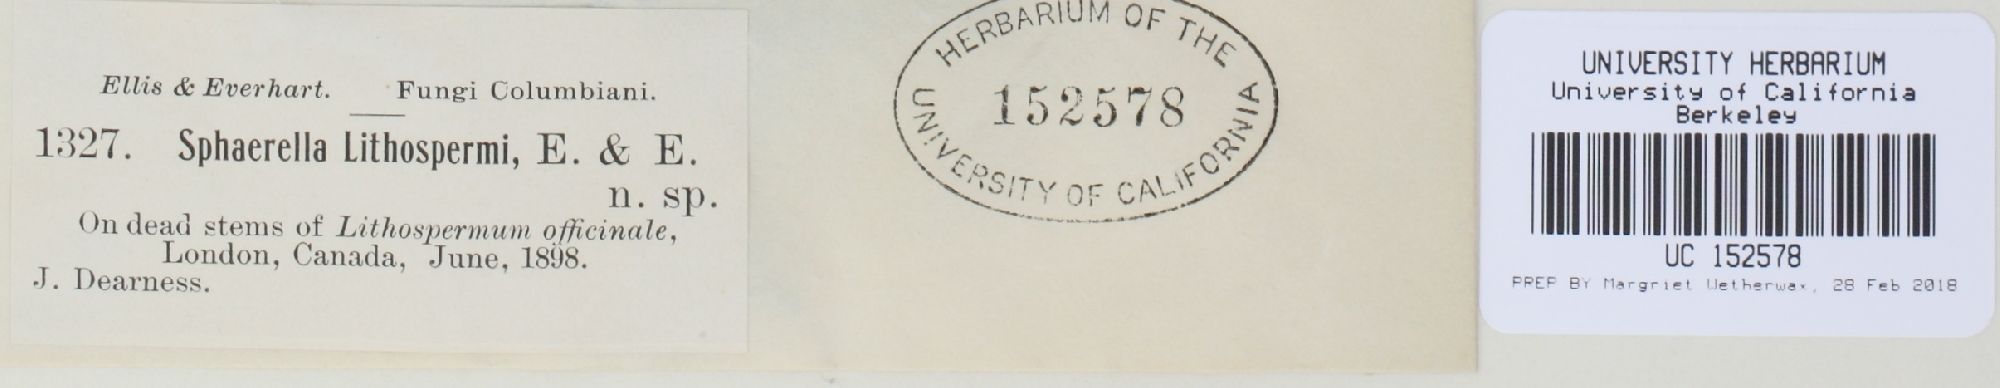 Ellis & Everhart. Fungi Columbiani.
1327. Sphaerella Lithospermi, E. & E.
n. sp.
On dead stems of Lithospermum officinale,
London, Canada, June, 1898.
J. Dearness.
HERBARIUM OF THE
152578
UNIVERSITY OF CALIFORNIA
UNIVERSITY HERBARIUM
University of California
Berkeley
UC 152578
PREP BY Margriet Wetherwax, 28 Feb 2018